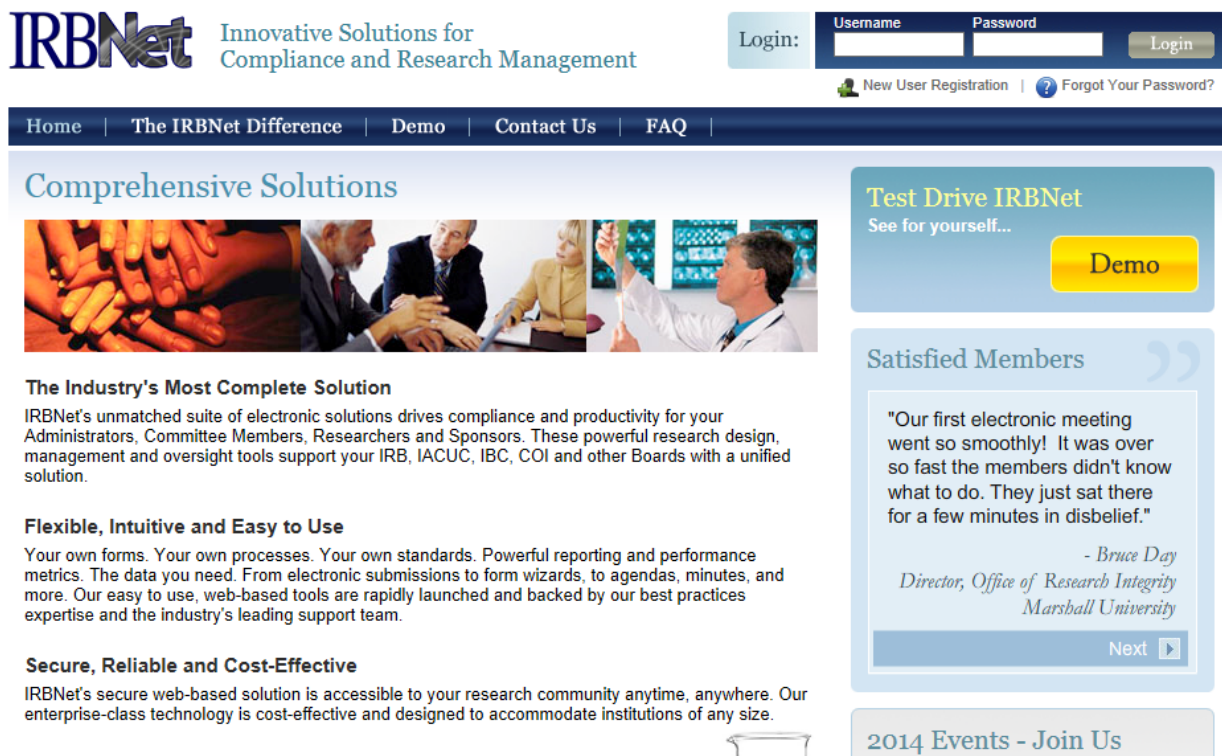 IRBNet
Innovative Solutions for
Compliance and Research Management
Login:
Username Password
Login
New User Registration | Forgot Your Password?
Home | The IRBNet Difference | Demo | Contact Us | FAQ |
Comprehensive Solutions
The Industry's Most Complete Solution
IRBNet's unmatched suite of electronic solutions drives compliance and productivity for your
Administrators, Committee Members, Researchers and Sponsors. These powerful research design,
management and oversight tools support your IRB, IACUC, IBC, COI and other Boards with a unified
solution.
Flexible, Intuitive and Easy to Use
Your own forms. Your own processes. Your own standards. Powerful reporting and performance
metrics. The data you need. From electronic submissions to form wizards, to agendas, minutes, and
more. Our easy to use, web-based tools are rapidly launched and backed by our best practices
expertise and the industry's leading support team.
Secure, Reliable and Cost-Effective
IRBNet's secure web-based solution is accessible to your research community anytime, anywhere. Our
enterprise-class technology is cost-effective and designed to accommodate institutions of any size.
Test Drive IRBNet
See for yourself...
Demo
Satisfied Members
"Our first electronic meeting
went so smoothly! It was over
so fast the members didn't know
what to do. They just sat there
for a few minutes in disbelief."
- Bruce Day
Director, Office of Research Integrity
Marshall University
Next
2014 Events - Join Us